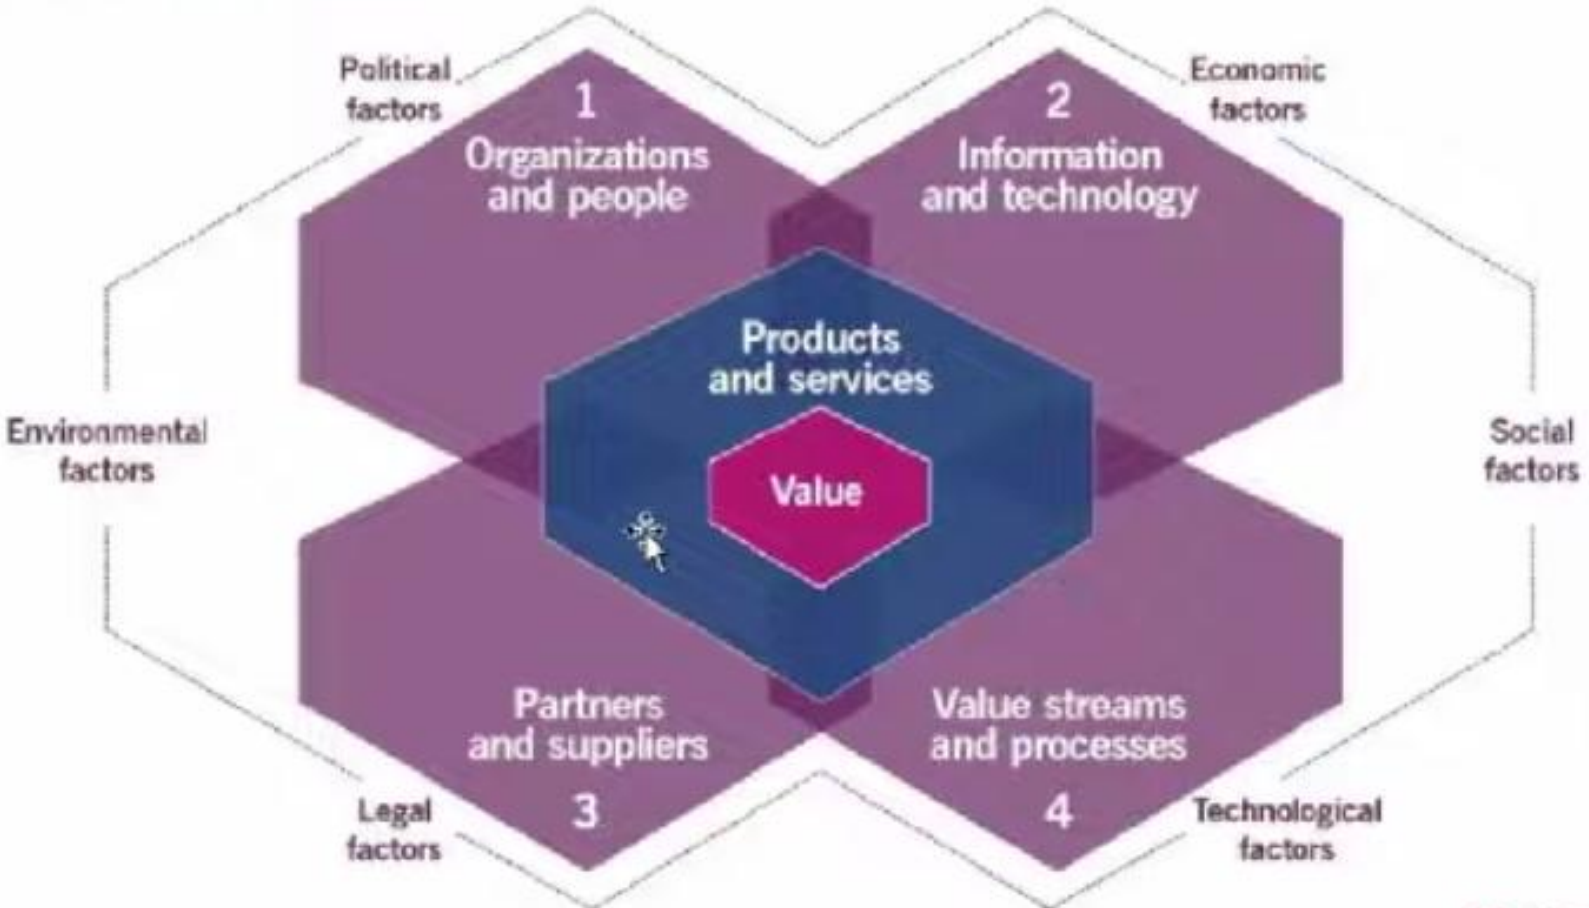 Political
factors
Economic
factors
1
Organizations
and people
2
Information
and technology
Products
and services
Environmental
factors
Value
Social
factors
Partners
and suppliers
3
Value streams
and processes
4
Legal
factors
Technological
factors